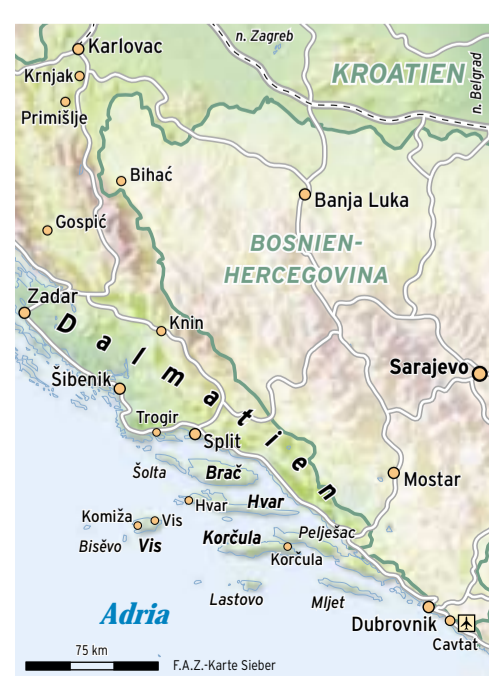 n. Zagreb
Karlovac
KROATIEN
n. Belgrad
Krnjak
Primišlje
Bihać
Banja Luka
Gospić
BOSNIEN-
HERCEGOVINA
Zadar
Knin
Dalmatien
Sarajevo
Šibenik
Trogir
Split
Šolta
Brač
Mostar
Hvar
Hvar
Komiža
Vis
Bisĕvo
Vis
Korčula
Pelješac
Korčula
Lastovo
Mljet
Adria
Dubrovnik
Cavtat
75 km
F.A.Z.-Karte Sieber